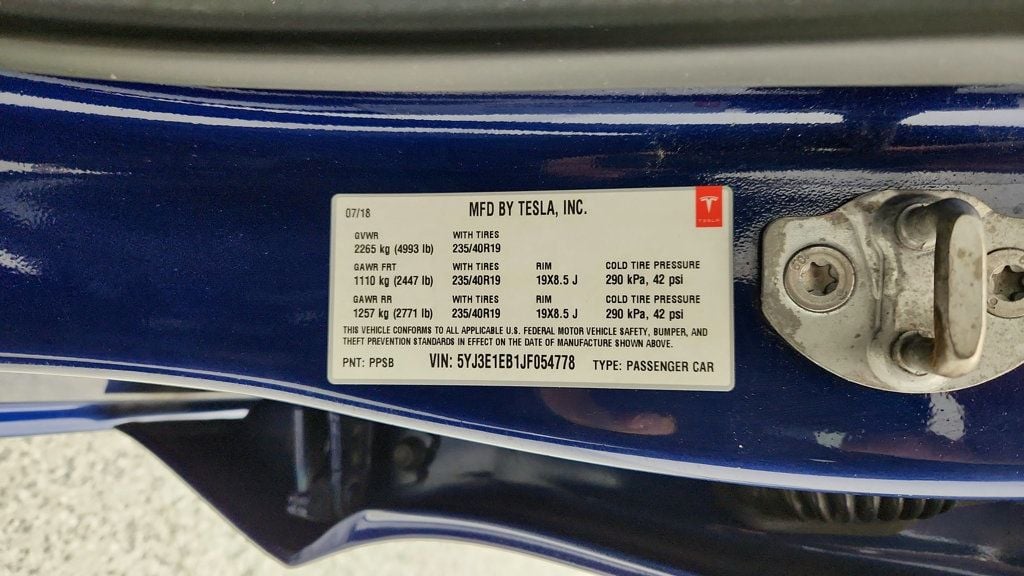 07/18 MFD BY TESLA, INC.
TESLA
GVWR WITH TIRES
2265 kg (4993 lb) 235/40R19
GAWR FRT WITH TIRES RIM COLD TIRE PRESSURE
1110 kg (2447 lb) 235/40R19 19X8.5 J 290 kPa, 42 psi
GAWR RR WITH TIRES RIM COLD TIRE PRESSURE
1257 kg (2771 lb) 235/40R19 19X8.5 J 290 kPa, 42 psi
THIS VEHICLE CONFORMS TO ALL APPLICABLE U.S. FEDERAL MOTOR VEHICLE SAFETY, BUMPER, AND
THEFT PREVENTION STANDARDS IN EFFECT ON THE DATE OF MANUFACTURE SHOWN ABOVE.
PNT: PPSB VIN: 5YJ3E1EB1JF054778 TYPE: PASSENGER CAR